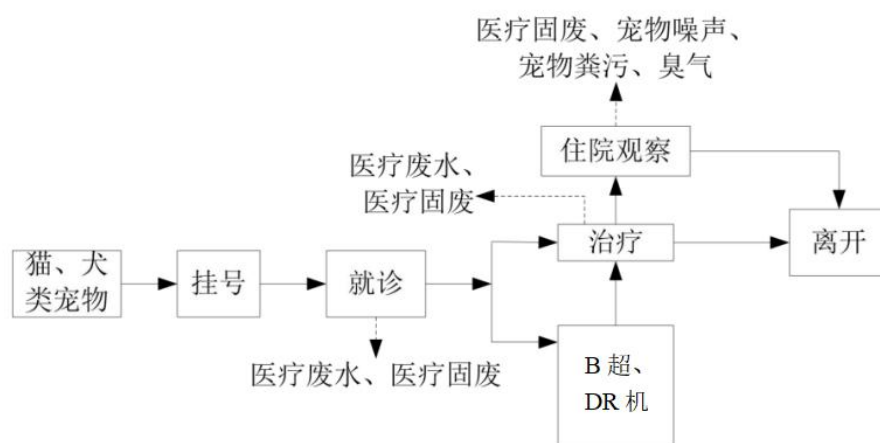 医疗固废、宠物噪声、
宠物粪污、臭气
住院观察
医疗废水、
医疗固废
治疗
离开
猫、犬
类宠物
挂号
就诊
医疗废水、医疗固废
B 超、
DR 机